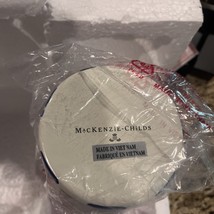 MACKENZIE-CHILDS
MADE IN VIET NAM
FABRIQUÉ EN VIETNAM